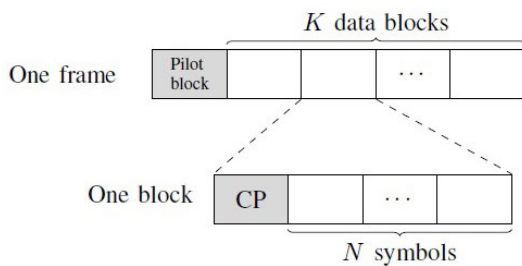 K data blocks
One frame
Pilot
block
...
One block
CP
...
N symbols